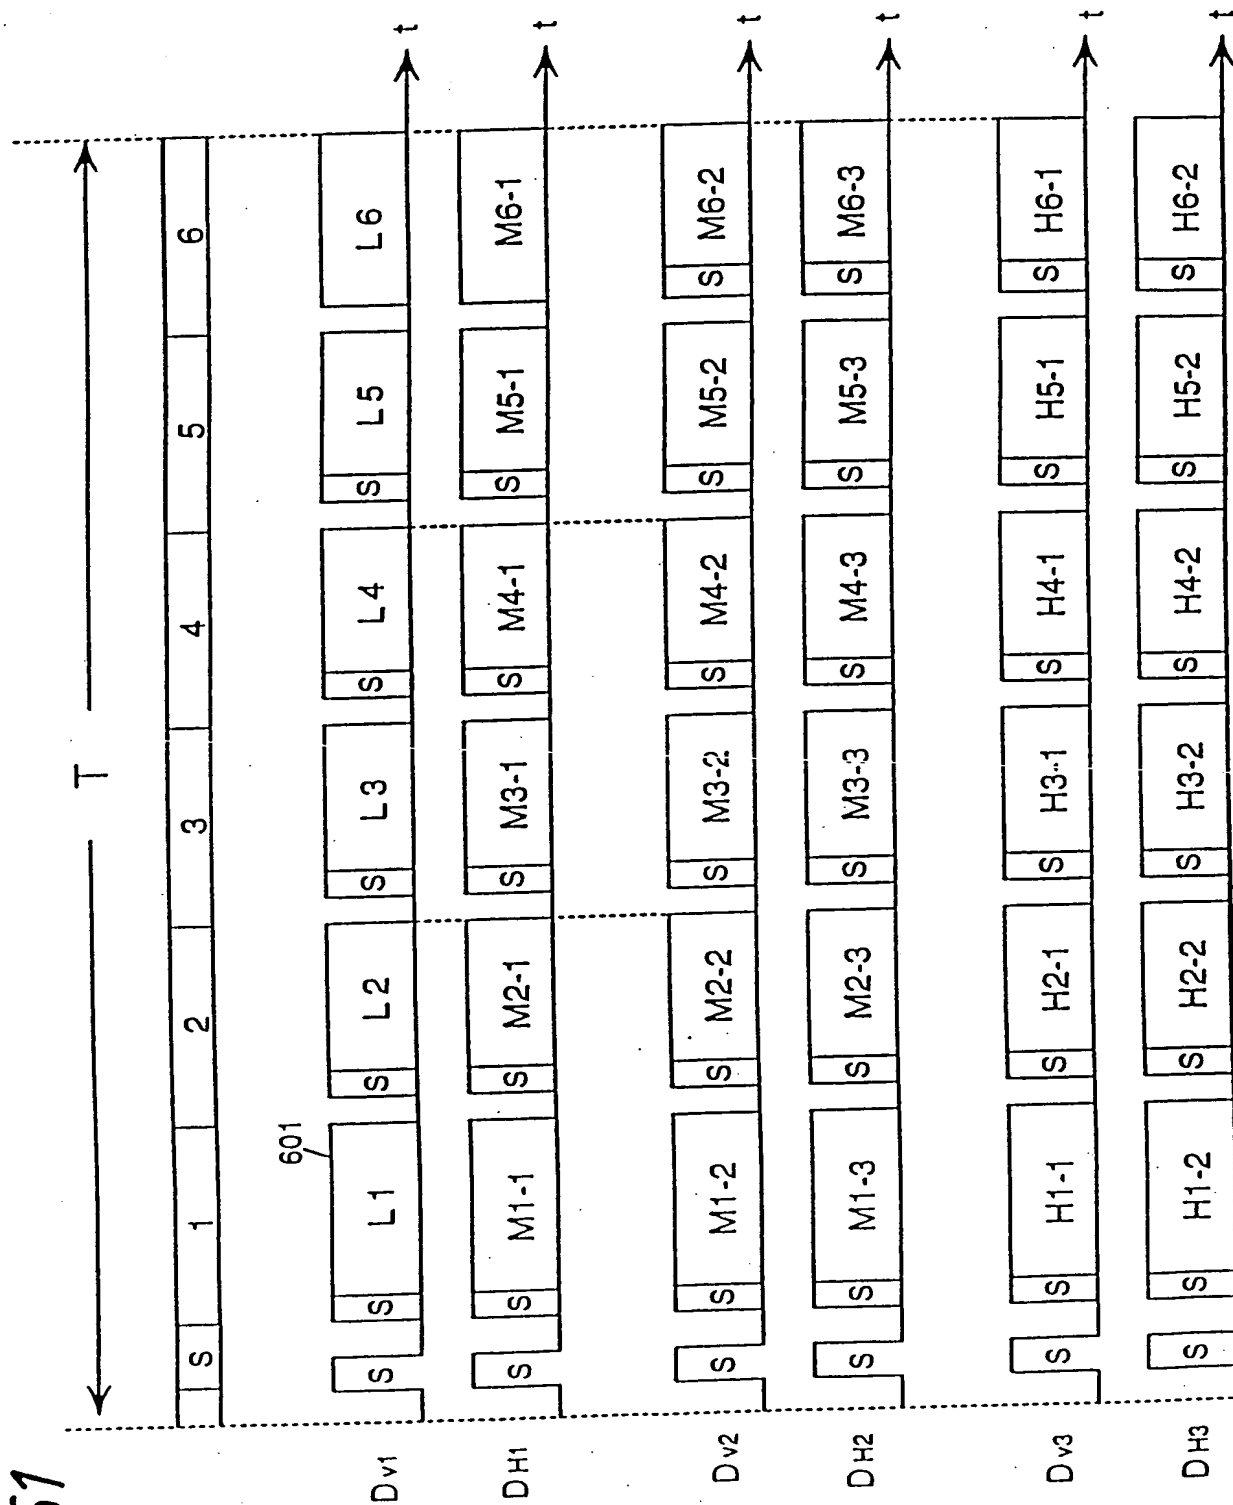 51
T
S 1 2 3 4 5 6
601
Dv1 S S L1 S L2 S L3 S L4 S L5 L6 t
DH1 S S M1-1 S M2-1 S M3-1 S M4-1 S M5-1 M6-1 t
Dv2 S S M1-2 S M2-2 S M3-2 S M4-2 S M5-2 S M6-2 t
DH2 S S M1-3 S M2-3 S M3-3 S M4-3 S M5-3 S M6-3 t
Dv3 S S H1-1 S H2-1 S H3-1 S H4-1 S H5-1 S H6-1 t
DH3 S S H1-2 S H2-2 S H3-2 S H4-2 S H5-2 S H6-2 t